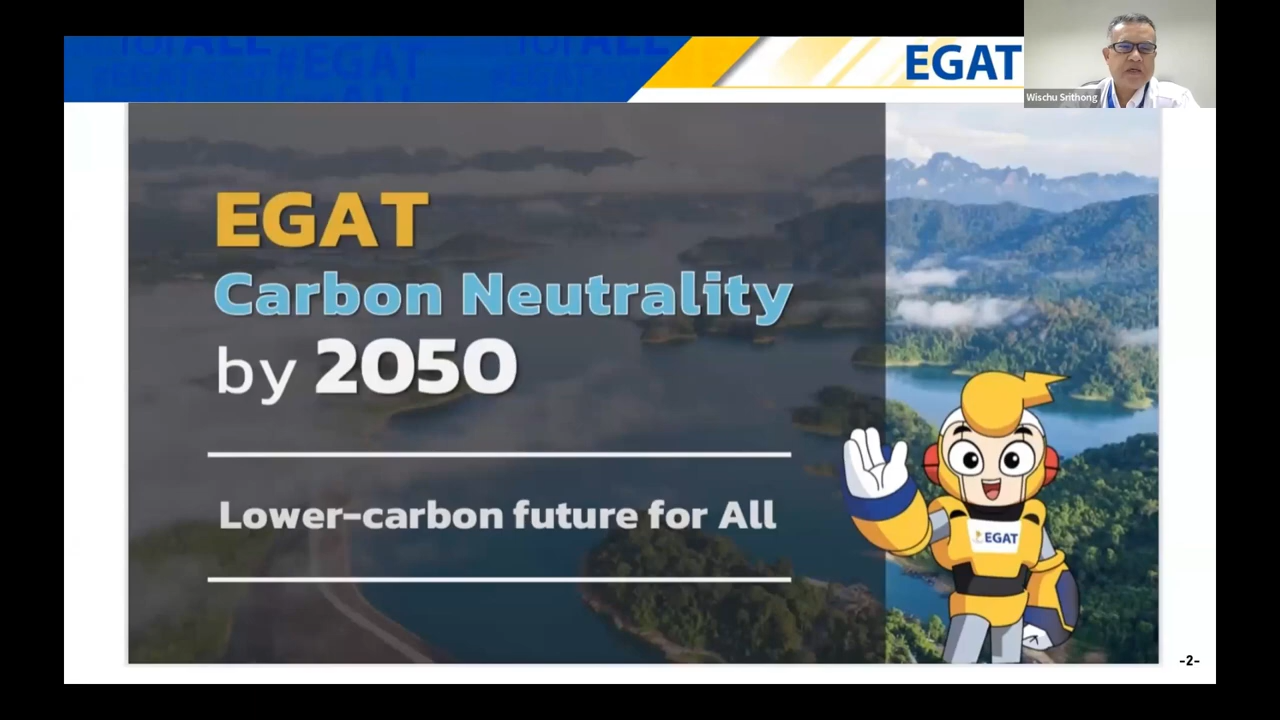 EGAT
Wischu Srithong
EGAT
Carbon Neutrality
by 2050
Lower-carbon future for All
EGAT
-2-